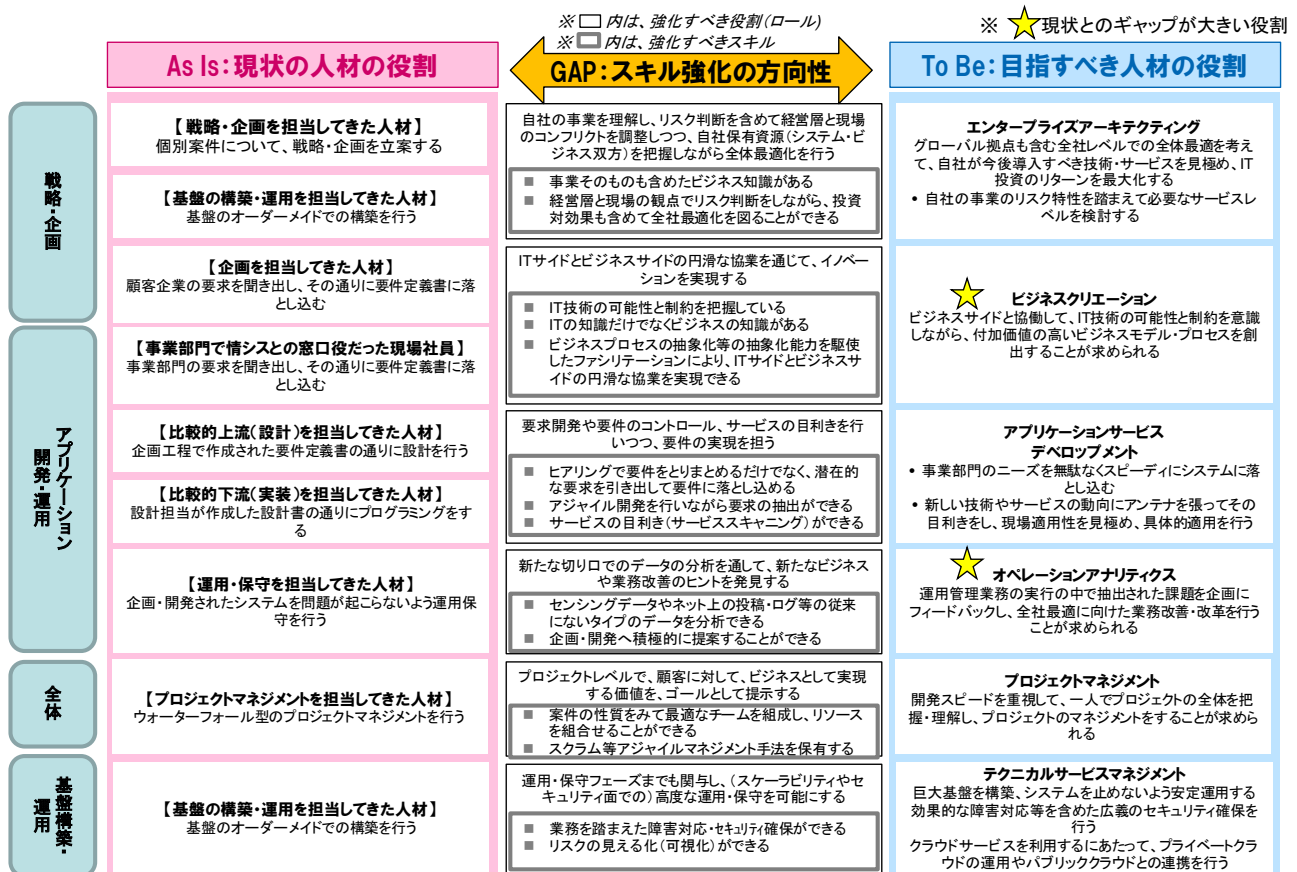 ※ □ 内は、強化すべき役割(ロール)
※ □ 内は、強化すべきスキル
※ ☆現状とのギャップが大きい役割
As Is:現状の人材の役割
GAP:スキル強化の方向性
To Be:目指すべき人材の役割
戦略・企画
【戦略・企画を担当してきた人材】
個別案件について、戦略・企画を立案する
【基盤の構築・運用を担当してきた人材】
基盤のオーダーメイドでの構築を行う
自社の事業を理解し、リスク判断を含めて経営層と現場
のコンフリクトを調整しつつ、自社保有資源(システム・ビ
ジネス双方)を把握しながら全体最適化を行う
■ 事業そのものも含めたビジネス知識がある
■ 経営層と現場の観点でリスク判断をしながら、投資
対効果も含めて全社最適化を図ることができる
エンタープライズアーキテクティング
グローバル拠点も含む全社レベルでの全体最適を考え
て、自社が今後導入すべき技術・サービスを見極め、IT
投資のリターンを最大化する
• 自社の事業のリスク特性を踏まえて必要なサービスレ
ベルを検討する
【企画を担当してきた人材】
顧客企業の要求を聞き出し、その通りに要件定義書に落
とし込む
アプリケーション
開発・運用
【事業部門で情シスとの窓口役だった現場社員】
事業部門の要求を聞き出し、その通りに要件定義書に落
とし込む
ITサイドとビジネスサイドの円滑な協業を通じて、イノベー
ションを実現する
■ IT技術の可能性と制約を把握している
■ ITの知識だけでなくビジネスの知識がある
■ ビジネスプロセスの抽象化等の抽象化能力を駆使
したファシリテーションにより、ITサイドとビジネスサ
イドの円滑な協業を実現できる
ビジネスクリエーション
ビジネスサイドと協働して、IT技術の可能性と制約を意識
しながら、付加価値の高いビジネスモデル・プロセスを創
出することが求められる
【比較的上流(設計)を担当してきた人材】
企画工程で作成された要件定義書の通りに設計を行う
【比較的下流(実装)を担当してきた人材】
設計担当が作成した設計書の通りにプログラミングをす
る
要求開発や要件のコントロール、サービスの目利きを行
いつつ、要件の実現を担う
■ ヒアリングで要件をとりまとめるだけでなく、潜在的
な要求を引き出して要件に落とし込める
■ アジャイル開発を行いながら要求の抽出ができる
■ サービスの目利き(サービススキャニング)ができる
アプリケーションサービス
デベロップメント
• 事業部門のニーズを無駄なくスピーディにシステムに落
とし込む
• 新しい技術やサービスの動向にアンテナを張ってその
目利きをし、現場適用性を見極め、具体的適用を行う
【運用・保守を担当してきた人材】
企画・開発されたシステムを問題が起こらないよう運用保
守を行う
新たな切り口でのデータの分析を通して、新たなビジネス
や業務改善のヒントを発見する
■ センシングデータやネット上の投稿・ログ等の従来
にないタイプのデータを分析できる
■ 企画・開発へ積極的に提案することができる
オペレーションアナリティクス
運用管理業務の実行の中で抽出された課題を企画に
フィードバックし、全社最適に向けた業務改善・改革を行う
ことが求められる
全体
【プロジェクトマネジメントを担当してきた人材】
ウォーターフォール型のプロジェクトマネジメントを行う
プロジェクトレベルで、顧客に対して、ビジネスとして実現
する価値を、ゴールとして提示する
■ 案件の性質をみて最適なチームを組成し、リソース
を組合せることができる
■ スクラム等アジャイルマネジメント手法を保有する
プロジェクトマネジメント
開発スピードを重視して、一人でプロジェクトの全体を把
握・理解し、プロジェクトのマネジメントをすることが求めら
れる
基盤構築・
運用
【基盤の構築・運用を担当してきた人材】
基盤のオーダーメイドでの構築を行う
運用・保守フェーズまでも関与し、(スケーラビリティやセ
キュリティ面での)高度な運用・保守を可能にする
■ 業務を踏まえた障害対応・セキュリティ確保ができる
■ リスクの見える化(可視化)ができる
テクニカルサービスマネジメント
巨大基盤を構築、システムを止めないよう安定運用する
効果的な障害対応等を含めた広義のセキュリティ確保を
行う
クラウドサービスを利用するにあたって、プライベートクラ
ウドの運用やパブリッククラウドとの連携を行う